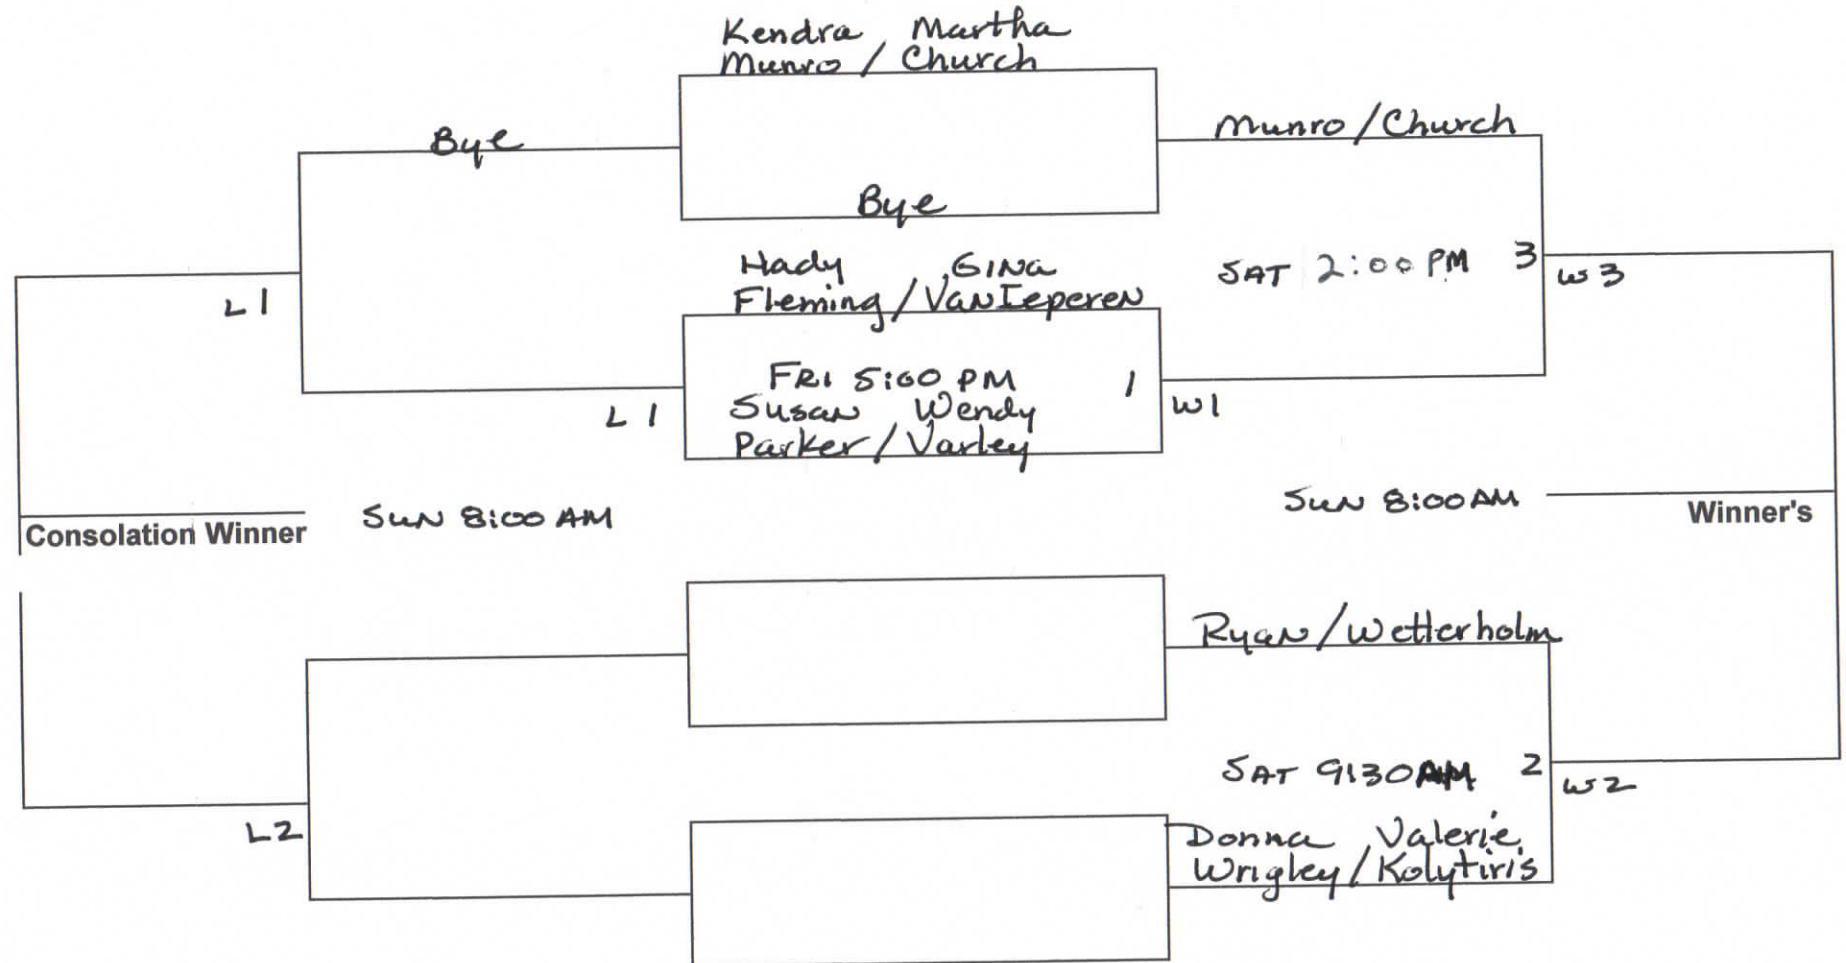 Kendra Martha
Munro / Church
Bye
Munro / Church
Bye
Hady Gina
Fleming / VanIeperen
SAT 2:00 PM 3
W3
L1
FRI 5:00 PM 1
Susan Wendy
Parker / Varley
L1
W1
Consolation Winner
SUN 8:00 AM
SUN 8:00 AM
Winner's
Ryan / Wetterholm
SAT 9:30 AM 2
W2
L2
Donna Valerie
Wrigley / Kolytiris